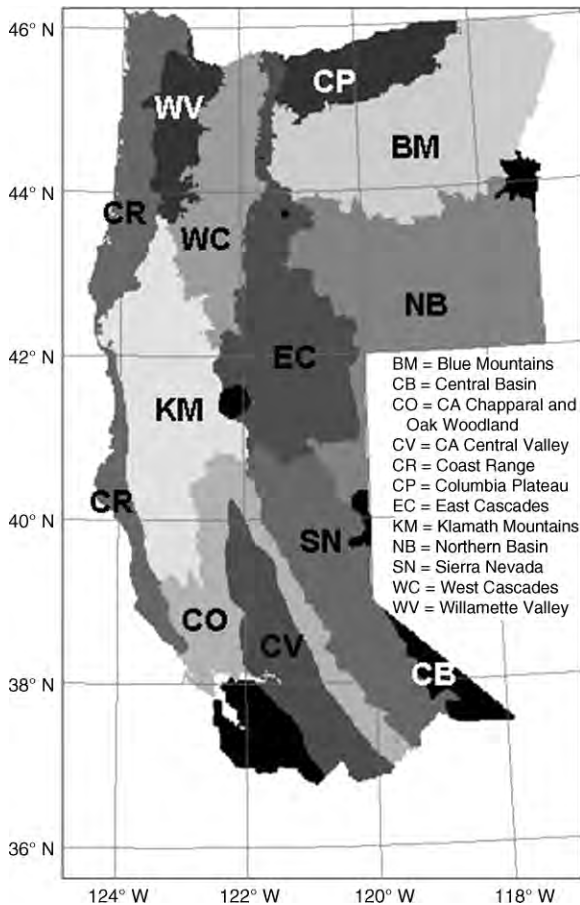 46° N
CP
WV
BM
44° N
CR
WC
NB
42° N
EC
KM
BM = Blue Mountains
CB = Central Basin
CO = CA Chapparal and
Oak Woodland
CV = CA Central Valley
CR = Coast Range
CP = Columbia Plateau
EC = East Cascades
KM = Klamath Mountains
NB = Northern Basin
SN = Sierra Nevada
WC = West Cascades
WV = Willamette Valley
CR
40° N
SN
CO
CV
CB
38° N
36° N
124° W
122° W
120° W
118° W